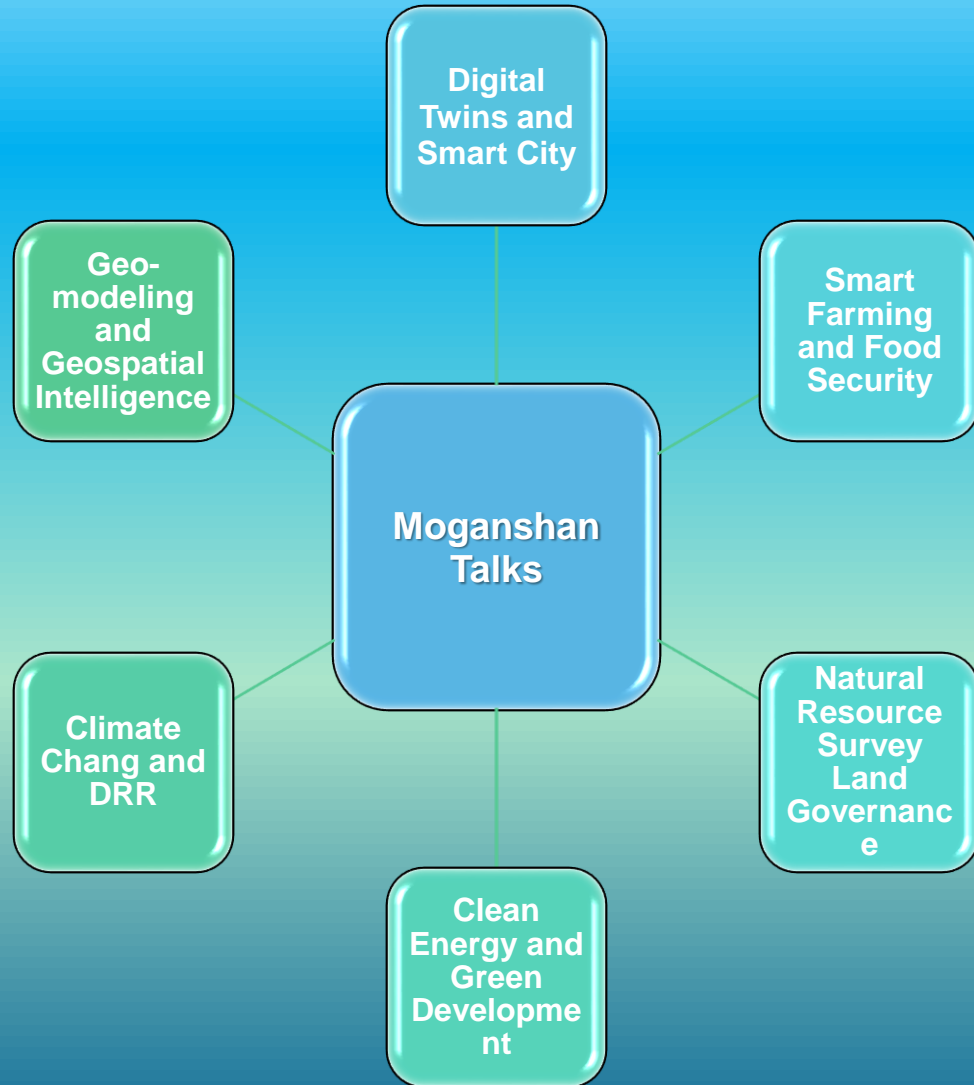 Digital
Twins and
Smart City
Geo-
modeling
and
Geospatial
Intelligence
Smart
Farming
and Food
Security
Moganshan
Talks
Climate
Chang and
DRR
Natural
Resource
Survey
Land
Governanc
e
Clean
Energy and
Green
Developme
nt